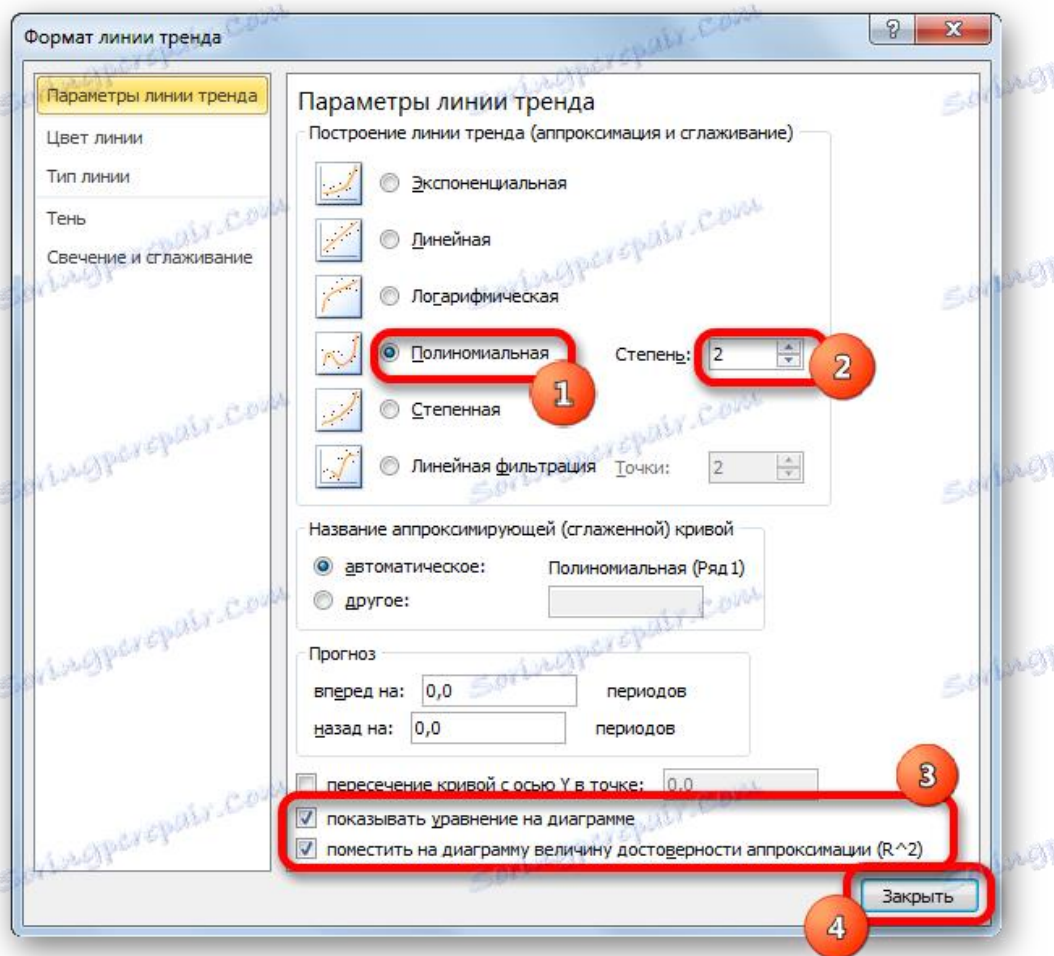 Формат линии тренда
?
X
Параметры линии тренда
Цвет линии
Тип линии
Тень
Свечение и сглаживание
Параметры линии тренда
Построение линии тренда (аппроксимация и сглаживание)
Экспоненциальная
Линейная
Логарифмическая
Полиномиальная Степень: 2
1
2
Степенная
Линейная фильтрация Точки: 2
Название аппроксимирующей (сглаженной) кривой
автоматическое: Полиномиальная (Ряд1)
другое:
Прогноз
вперед на: 0,0 периодов
назад на: 0,0 периодов
пересечение кривой с осью Y в точке: 0,0
3
показывать уравнение на диаграмме
поместить на диаграмму величину достоверности аппроксимации (R^2)
Закрыть
4
Soringpcrepair.Com